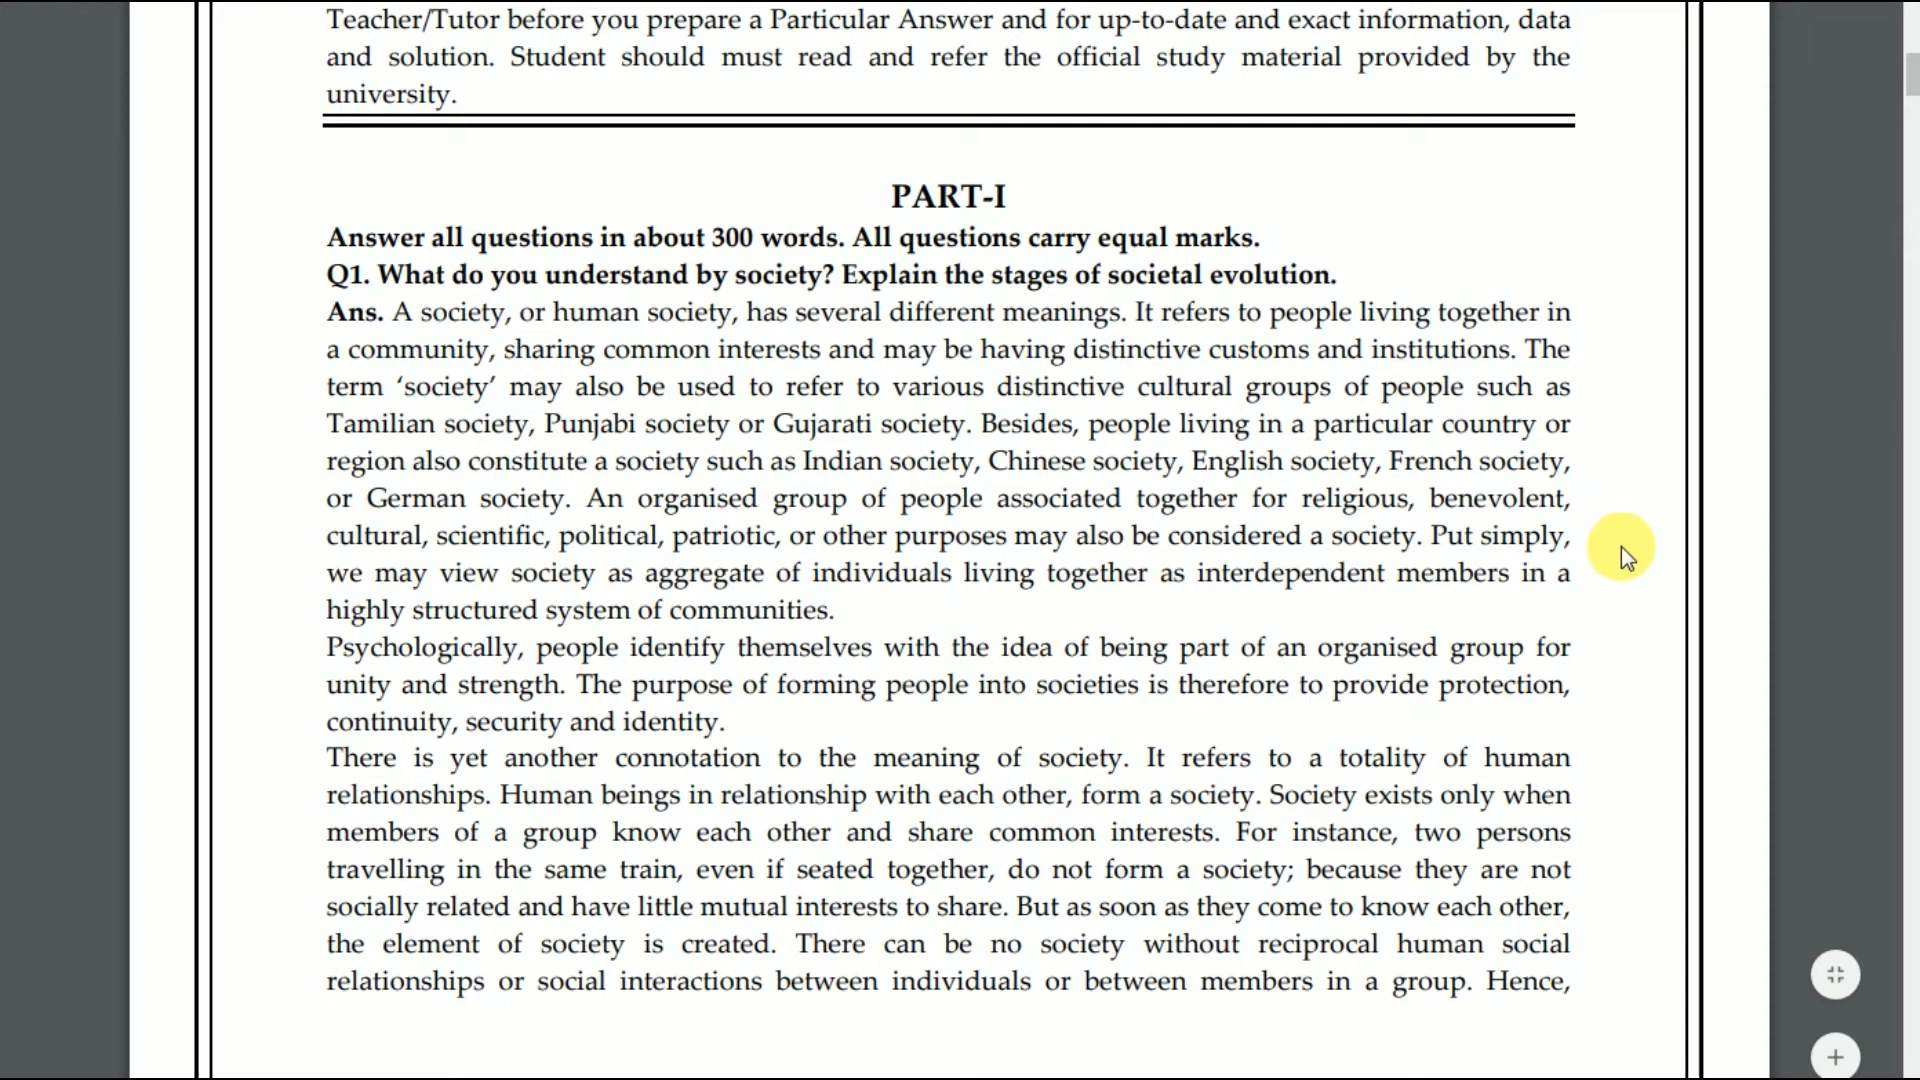 Teacher/Tutor before you prepare a Particular Answer and for up-to-date and exact information, data
and solution. Student should must read and refer the official study material provided by the
university.
PART-I
Answer all questions in about 300 words. All questions carry equal marks.
Q1. What do you understand by society? Explain the stages of societal evolution.
Ans. A society, or human society, has several different meanings. It refers to people living together in
a community, sharing common interests and may be having distinctive customs and institutions. The
term ‘society’ may also be used to refer to various distinctive cultural groups of people such as
Tamilian society, Punjabi society or Gujarati society. Besides, people living in a particular country or
region also constitute a society such as Indian society, Chinese society, English society, French society,
or German society. An organised group of people associated together for religious, benevolent,
cultural, scientific, political, patriotic, or other purposes may also be considered a society. Put simply,
we may view society as aggregate of individuals living together as interdependent members in a
highly structured system of communities.
Psychologically, people identify themselves with the idea of being part of an organised group for
unity and strength. The purpose of forming people into societies is therefore to provide protection,
continuity, security and identity.
There is yet another connotation to the meaning of society. It refers to a totality of human
relationships. Human beings in relationship with each other, form a society. Society exists only when
members of a group know each other and share common interests. For instance, two persons
travelling in the same train, even if seated together, do not form a society; because they are not
socially related and have little mutual interests to share. But as soon as they come to know each other,
the element of society is created. There can be no society without reciprocal human social
relationships or social interactions between individuals or between members in a group. Hence,